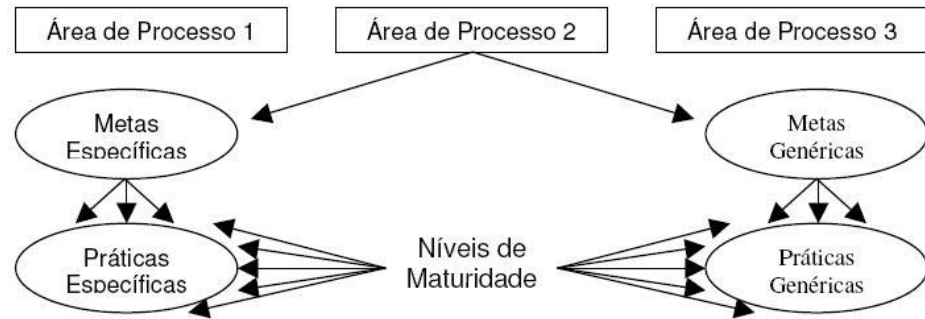 Área de Processo 1
Área de Processo 2
Área de Processo 3
Metas
Específicas
Metas
Genéricas
Práticas
Específicas
Níveis de
Maturidade
Práticas
Genéricas